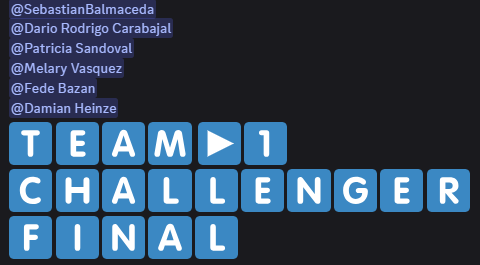 @SebastianBalmaceda
@Dario Rodrigo Carabajal
@Patricia Sandoval
@Melary Vasquez
@Fede Bazan
@Damian Heinze
TEAM▶1
CHALLENGER
FINAL